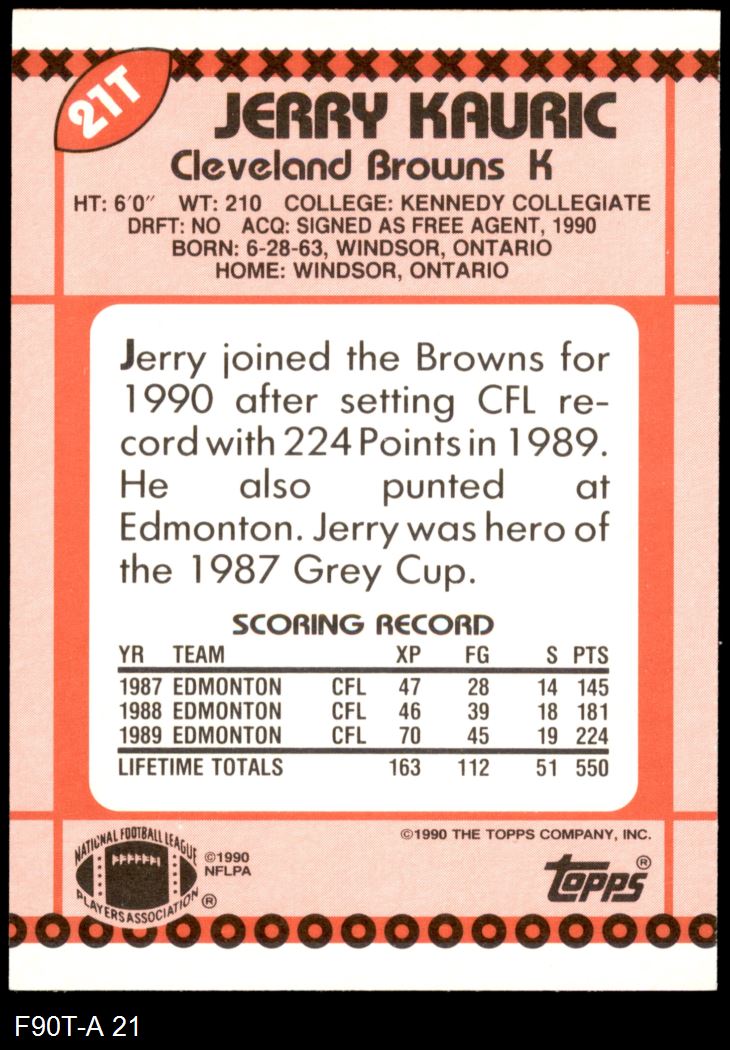 21T
JERRY KAURIC
Cleveland Browns K
HT: 6'0" WT: 210 COLLEGE: KENNEDY COLLEGIATE
DRFT: NO ACQ: SIGNED AS FREE AGENT, 1990
BORN: 6-28-63, WINDSOR, ONTARIO
HOME: WINDSOR, ONTARIO
Jerry joined the Browns for
1990 after setting CFL re-
cord with 224 Points in 1989.
He also punted at
Edmonton. Jerry was hero of
the 1987 Grey Cup.
SCORING RECORD
YR TEAM XP FG S PTS
1987 EDMONTON CFL 47 28 14 145
1988 EDMONTON CFL 46 39 18 181
1989 EDMONTON CFL 70 45 19 224
LIFETIME TOTALS 163 112 51 550
©1990 THE TOPPS COMPANY, INC.
NATIONAL FOOTBALL LEAGUE
PLAYERS ASSOCIATION ®
©1990
NFLPA
topps ®
F90T-A 21